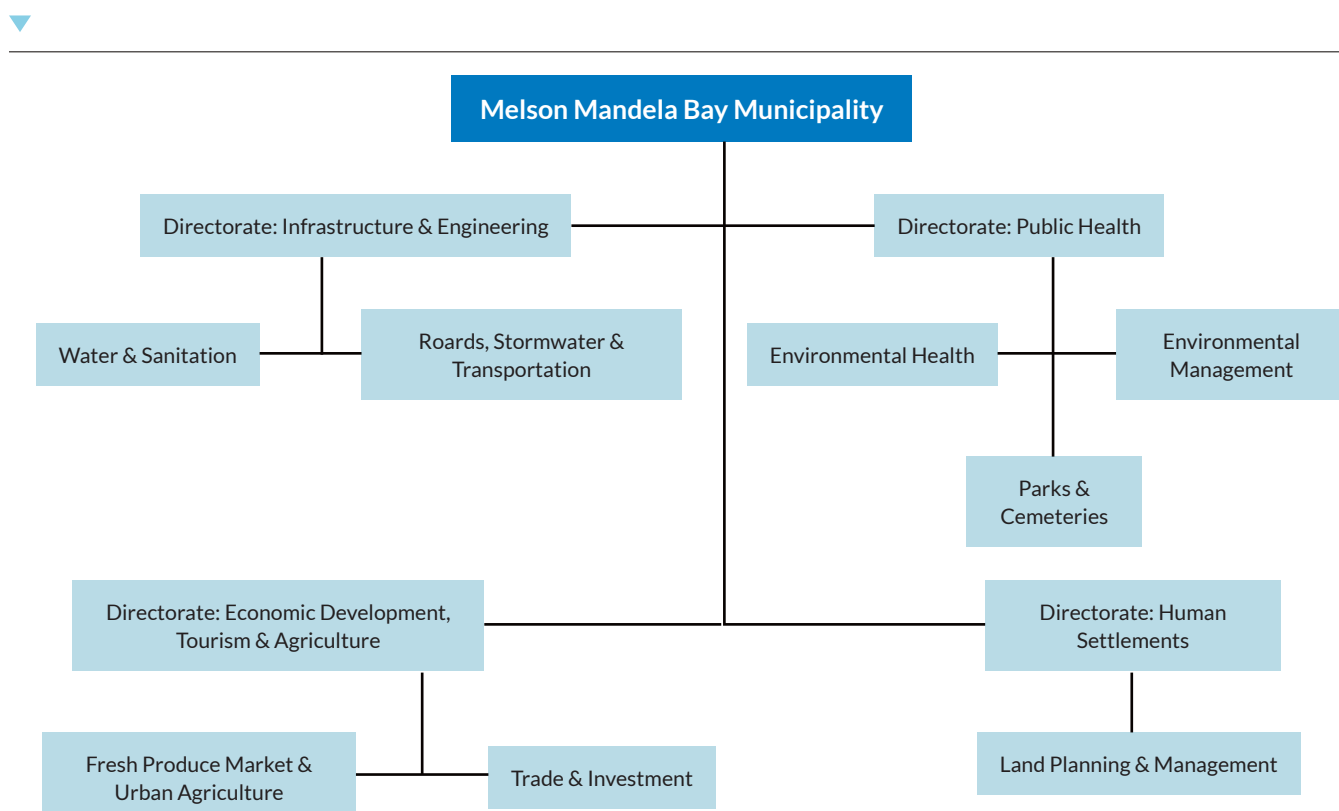 Melson Mandela Bay Municipality
Directorate: Infrastructure & Engineering
Directorate: Public Health
Water & Sanitation
Roards, Stormwater &
Transportation
Environmental Health
Environmental
Management
Parks &
Cemeteries
Directorate: Economic Development,
Tourism & Agriculture
Directorate: Human
Settlements
Fresh Produce Market &
Urban Agriculture
Trade & Investment
Land Planning & Management